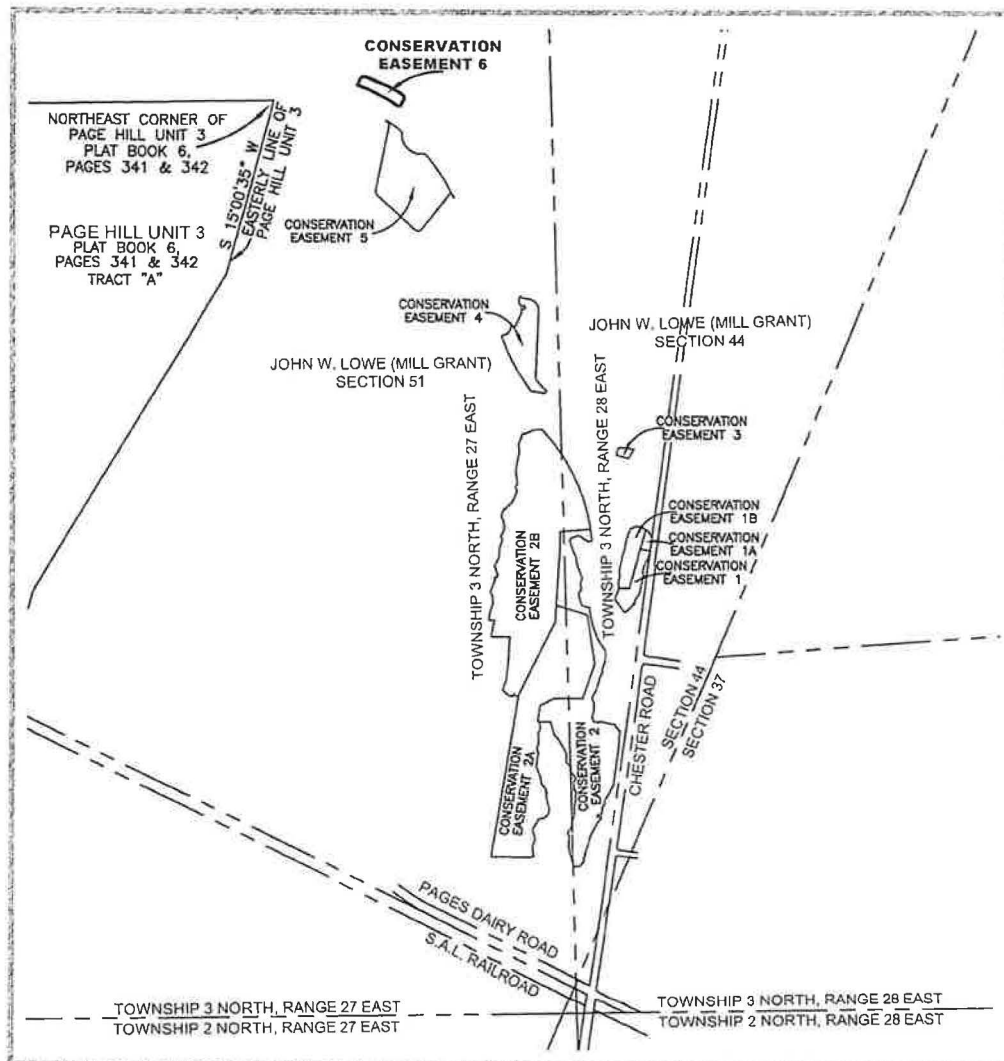 CONSERVATION
EASEMENT 6
NORTHEAST CORNER OF
PAGE HILL UNIT 3
PLAT BOOK 6,
PAGES 341 & 342
S 15°00'35" W
EASTERLY LINE OF
PAGE HILL UNIT 3
PAGE HILL UNIT 3
PLAT BOOK 6,
PAGES 341 & 342
TRACT "A"
CONSERVATION
EASEMENT 5
CONSERVATION
EASEMENT 4
JOHN W. LOWE (MILL GRANT)
SECTION 51
JOHN W. LOWE (MILL GRANT)
SECTION 44
TOWNSHIP 3 NORTH, RANGE 27 EAST
TOWNSHIP 3 NORTH, RANGE 28 EAST
CONSERVATION
EASEMENT 3
CONSERVATION
EASEMENT 1B
CONSERVATION
EASEMENT 1A
CONSERVATION
EASEMENT 1
CONSERVATION
EASEMENT 2B
CONSERVATION
EASEMENT 2A
CONSERVATION
EASEMENT 2
CHESTER ROAD
SECTION 44
SECTION 37
PAGES DAIRY ROAD
S.A.L. RAILROAD
TOWNSHIP 3 NORTH, RANGE 27 EAST
TOWNSHIP 2 NORTH, RANGE 27 EAST
TOWNSHIP 3 NORTH, RANGE 28 EAST
TOWNSHIP 2 NORTH, RANGE 28 EAST